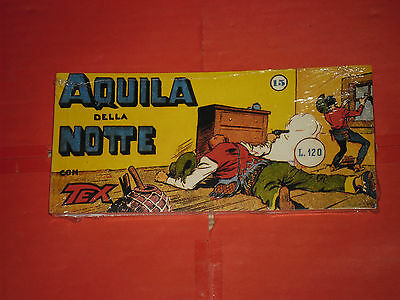 AQUILA
DELLA
NOTTE
CON
TEX
15
L. 120